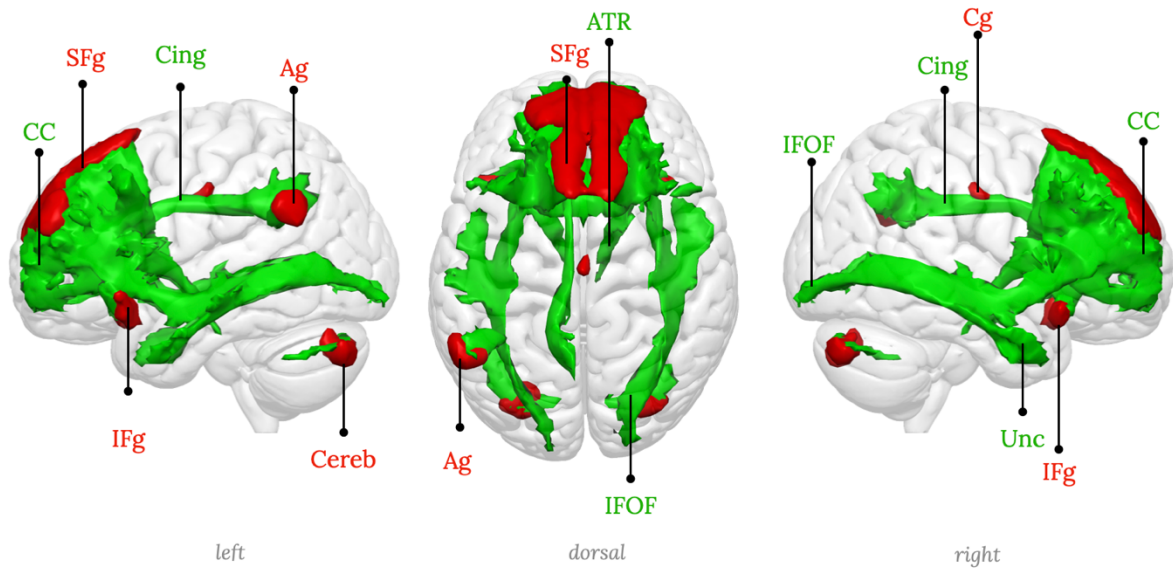 SFg
Cing
Ag
CC
IFg
Cereb
left
ATR
SFg
Ag
IFOF
dorsal
Cg
Cing
CC
IFOF
Unc
IFg
right